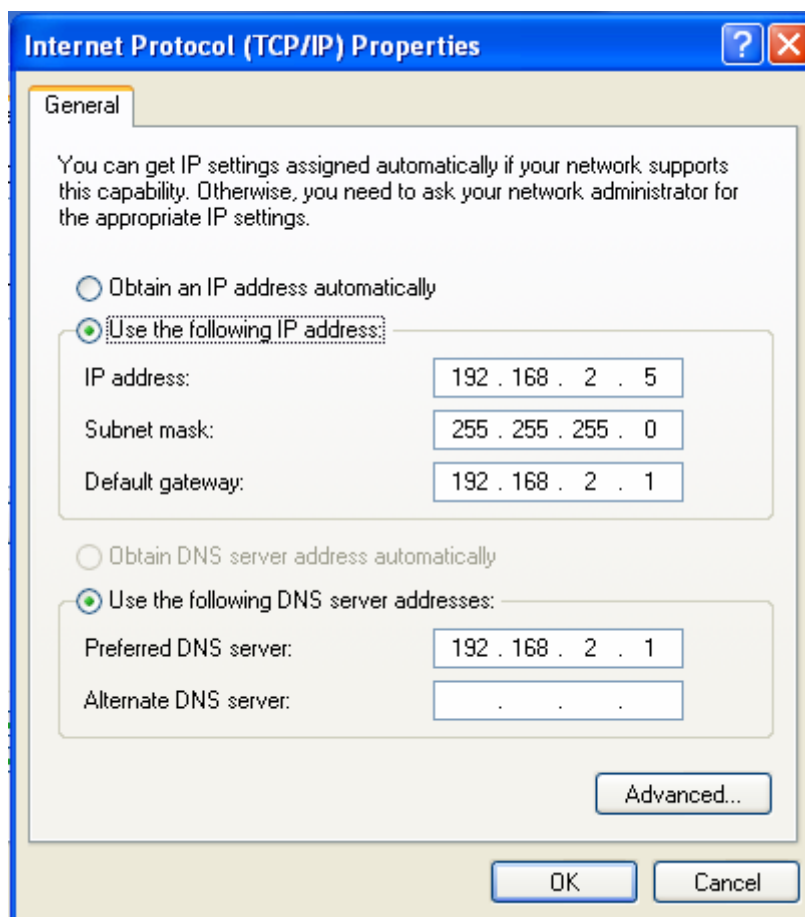 Internet Protocol (TCP/IP) Properties
General
You can get IP settings assigned automatically if your network supports
this capability. Otherwise, you need to ask your network administrator for
the appropriate IP settings.
Obtain an IP address automatically
Use the following IP address:
IP address: 192 . 168 . 2 . 5
Subnet mask: 255 . 255 . 255 . 0
Default gateway: 192 . 168 . 2 . 1
Obtain DNS server address automatically
Use the following DNS server addresses:
Preferred DNS server: 192 . 168 . 2 . 1
Alternate DNS server: . . .
Advanced...
OK Cancel